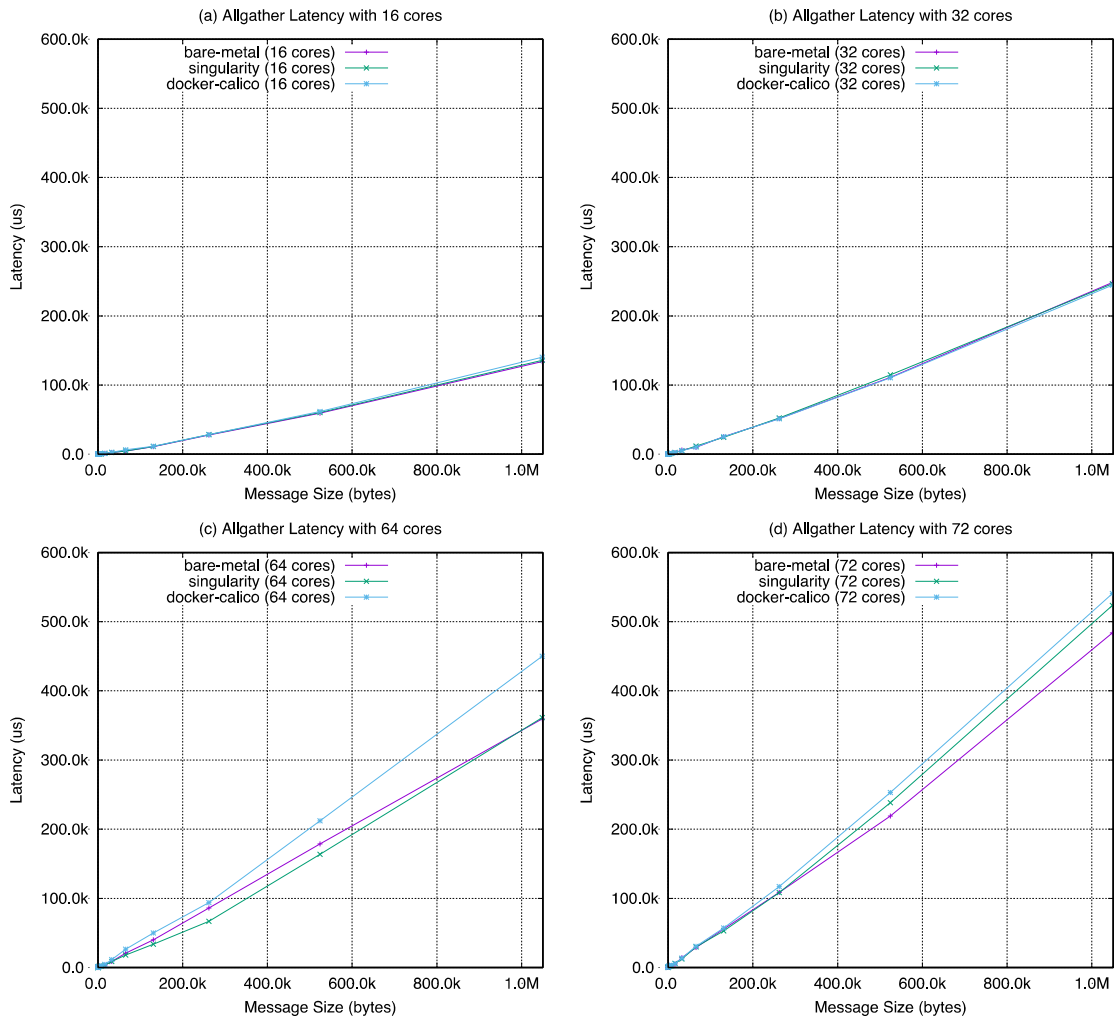 (a) Allgather Latency with 16 cores
600.0k
500.0k
400.0k
300.0k
200.0k
100.0k
0.0
Latency (us)
bare-metal (16 cores)
singularity (16 cores)
docker-calico (16 cores)
0.0 200.0k 400.0k 600.0k 800.0k 1.0M
Message Size (bytes)
(b) Allgather Latency with 32 cores
600.0k
500.0k
400.0k
300.0k
200.0k
100.0k
0.0
Latency (us)
bare-metal (32 cores)
singularity (32 cores)
docker-calico (32 cores)
0.0 200.0k 400.0k 600.0k 800.0k 1.0M
Message Size (bytes)
(c) Allgather Latency with 64 cores
600.0k
500.0k
400.0k
300.0k
200.0k
100.0k
0.0
Latency (us)
bare-metal (64 cores)
singularity (64 cores)
docker-calico (64 cores)
0.0 200.0k 400.0k 600.0k 800.0k 1.0M
Message Size (bytes)
(d) Allgather Latency with 72 cores
600.0k
500.0k
400.0k
300.0k
200.0k
100.0k
0.0
Latency (us)
bare-metal (72 cores)
singularity (72 cores)
docker-calico (72 cores)
0.0 200.0k 400.0k 600.0k 800.0k 1.0M
Message Size (bytes)